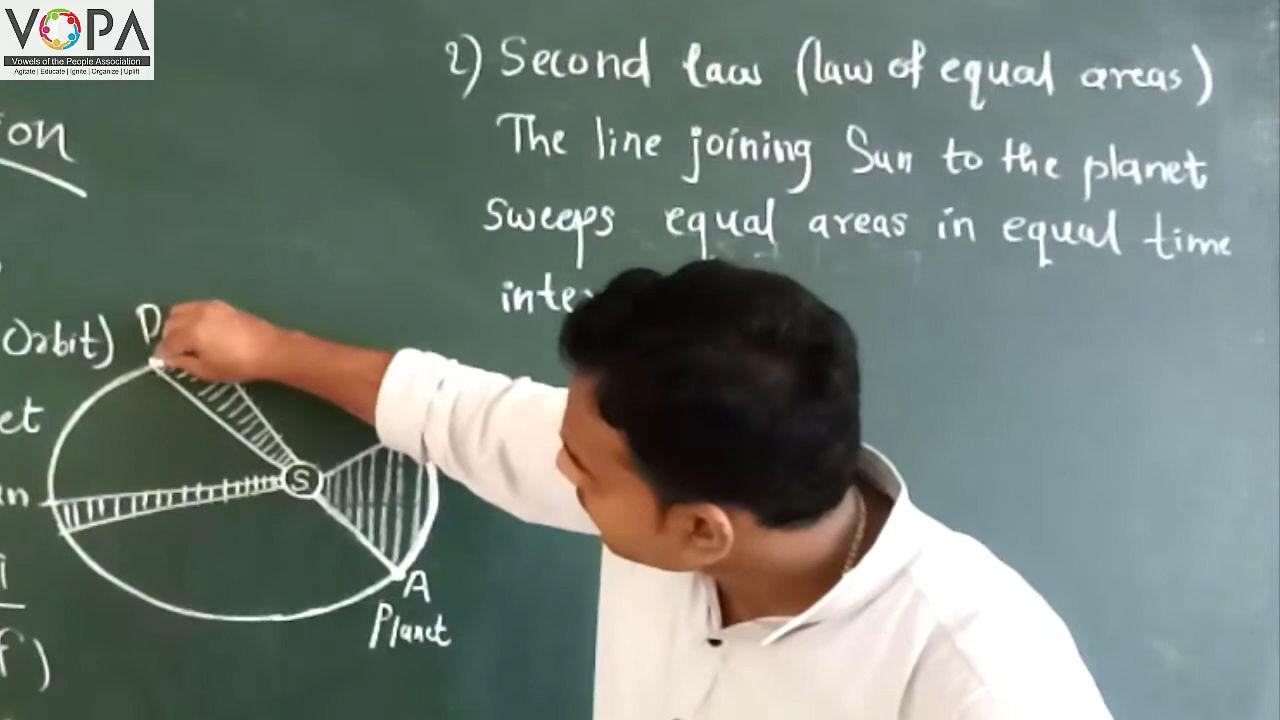 VOPA
Vowels of the People Association
Agitate | Educate | Ignite | Organize | Uplift
2) Second law (law of equal areas)
The line joining Sun to the planet
sweeps equal areas in equal time
on
Orbit)
et
D
S
A
Planet